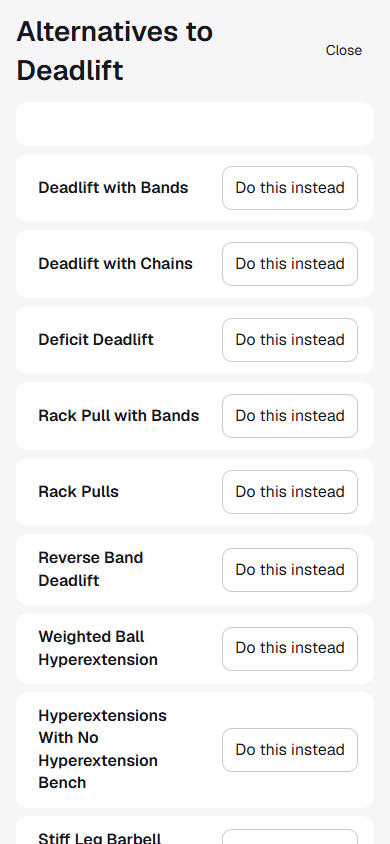 Alternatives to
Deadlift
Close
Deadlift with Bands
Do this instead
Deadlift with Chains
Do this instead
Deficit Deadlift
Do this instead
Rack Pull with Bands
Do this instead
Rack Pulls
Do this instead
Reverse Band
Deadlift
Do this instead
Weighted Ball
Hyperextension
Do this instead
Hyperextensions
With No
Hyperextension
Bench
Do this instead
Stiff Leg Barbell